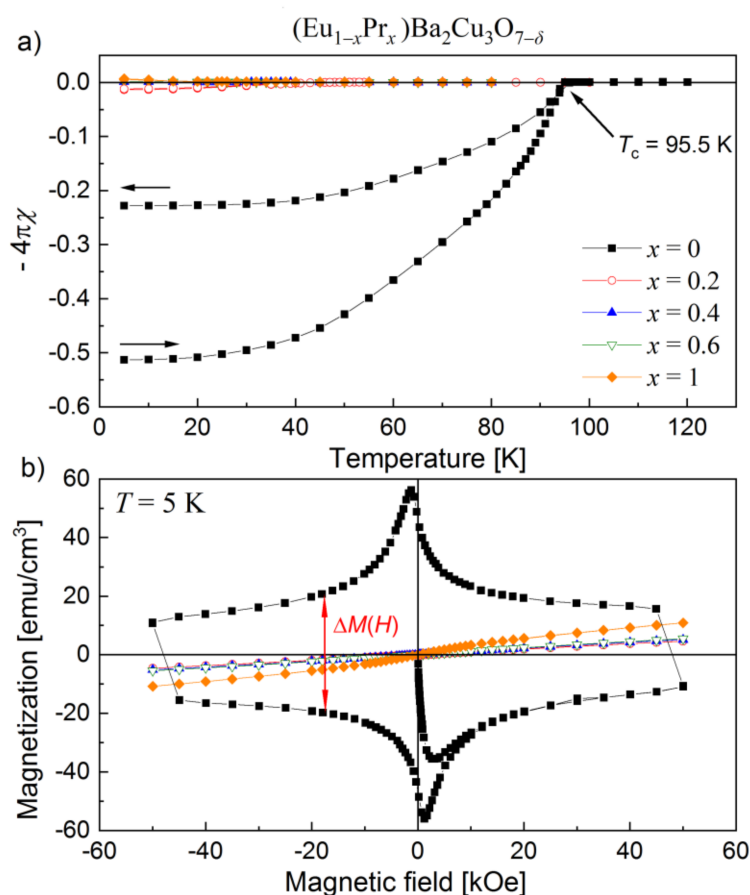 (Eu1−xPrx)Ba2Cu3O7−δ
a)
0.0
-0.1
-0.2
-0.3
-0.4
-0.5
-0.6
- 4πχ
Tc = 95.5 K
x = 0
x = 0.2
x = 0.4
x = 0.6
x = 1
0 20 40 60 80 100 120
Temperature [K]
b)
T = 5 K
60
40
20
0
-20
-40
-60
Magnetization [emu/cm³]
ΔM(H)
-60 -40 -20 0 20 40 60
Magnetic field [kOe]